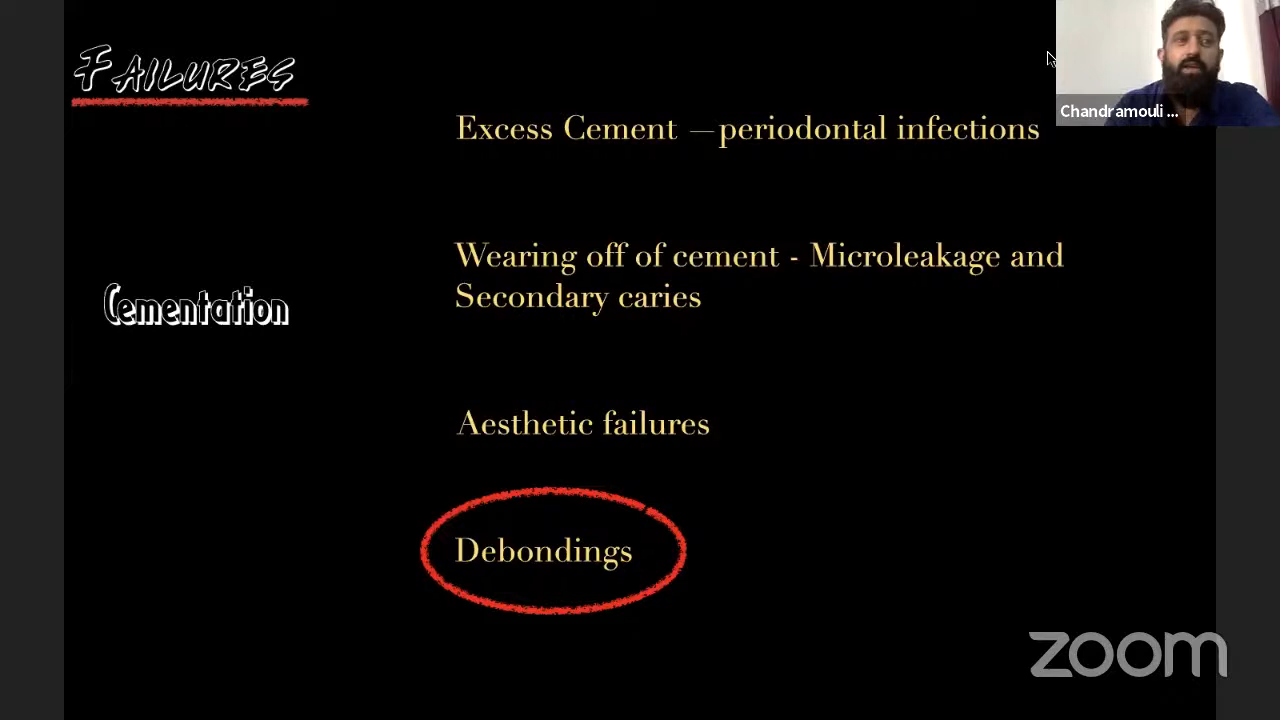 FAILURES
Excess Cement —periodontal infections
Wearing off of cement - Microleakage and
Secondary caries
Cementation
Aesthetic failures
Debondings
Chandramouli ...
zoom